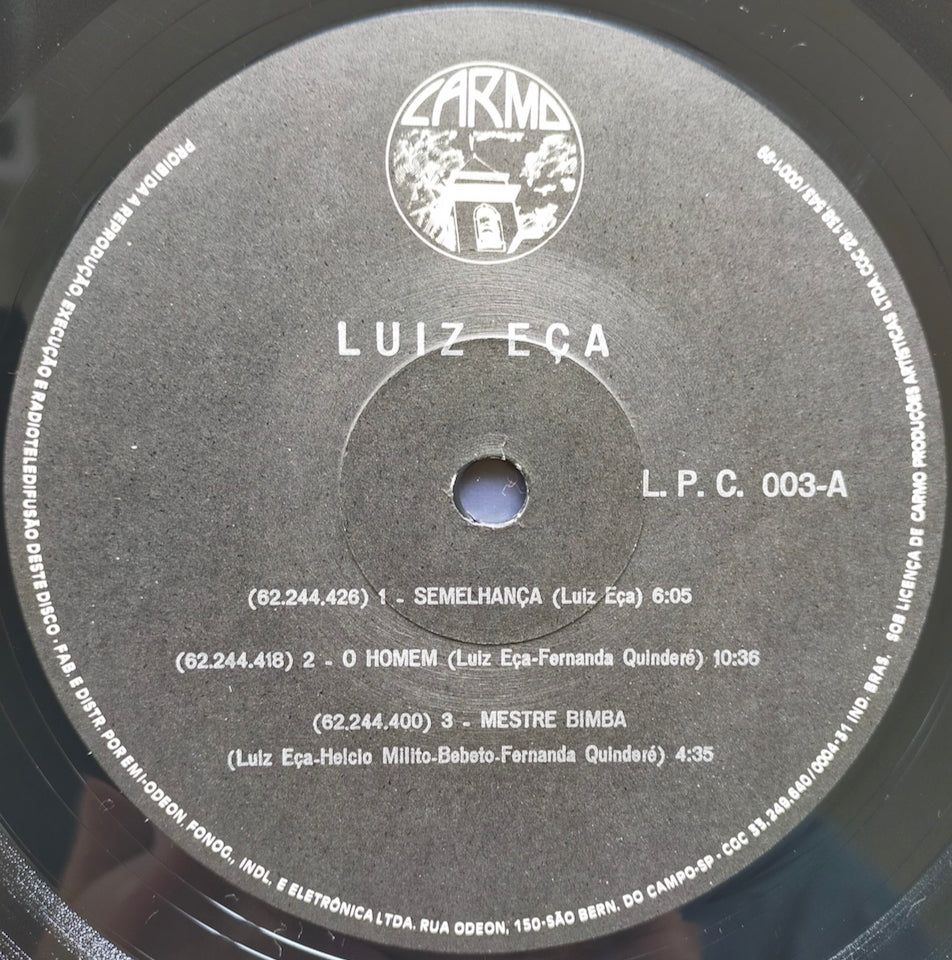 CARMO
LUIZ EÇA
L. P. C. 003-A
(62.244.426) 1 - SEMELHANÇA (Luiz Eça) 6:05
(62.244.418) 2 - O HOMEM (Luiz Eça-Fernanda Quinderé) 10:36
(62.244.400) 3 - MESTRE BIMBA
(Luiz Eça-Helcio Milito-Bebeto-Fernanda Quinderé) 4:35
PROIBIDA A REPRODUÇÃO, EXECUÇÃO E RADIOTELEDIFUSÃO DESTE DISCO · FAB. E DISTR. POR EMI-ODEON, FONOG., INDL. E ELETRÔNICA LTDA. RUA ODEON, 150-SÃO BERN. DO CAMPO-SP - CGC 33.249.640/0004-31 IND. BRAS. SOB LICENÇA DE CARMO PRODUÇÕES ARTÍSTICAS LTDA. CGC